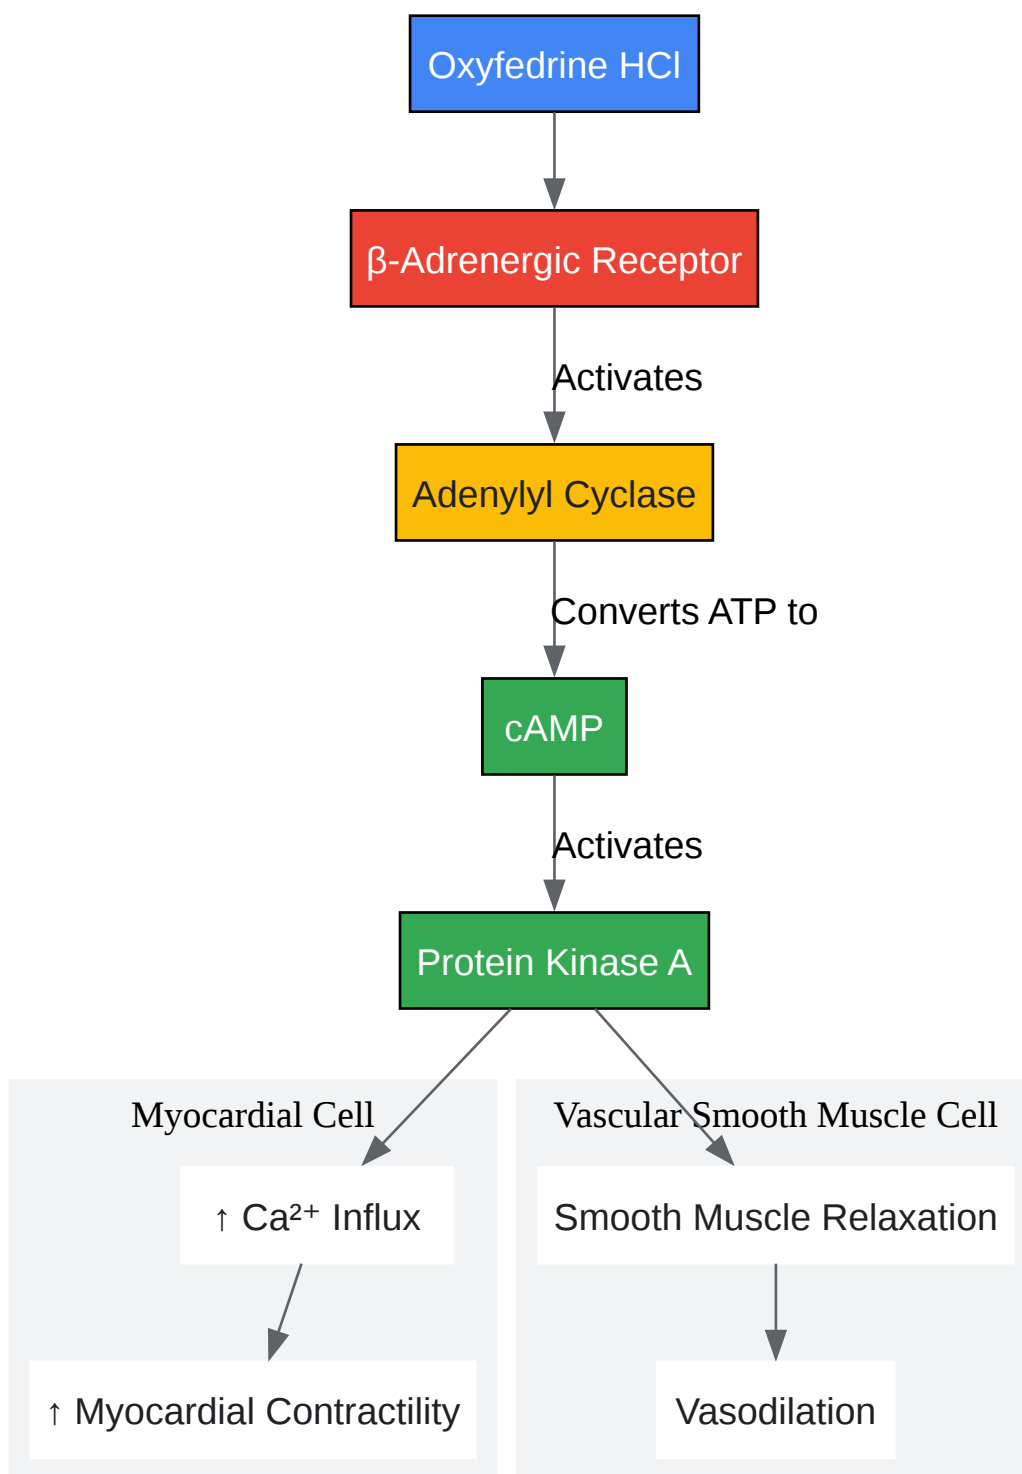 Oxyfedrine HCl
β-Adrenergic Receptor
Activates
Adenylyl Cyclase
Converts ATP to
cAMP
Activates
Protein Kinase A
Myocardial Cell
Vascular Smooth Muscle Cell
↑ Ca²⁺ Influx
Smooth Muscle Relaxation
↑ Myocardial Contractility
Vasodilation